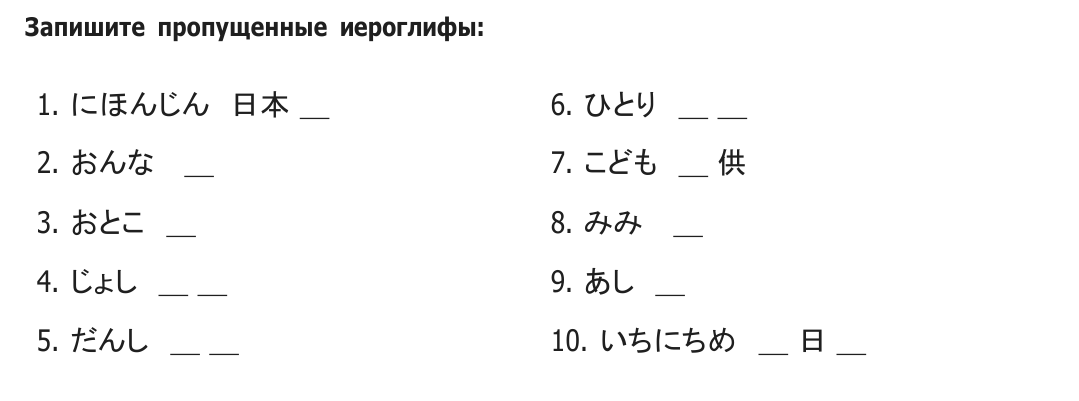 Запишите пропущенные иероглифы:
1. にほんじん 日本 __
2. おんな __
3. おとこ __
4. じょし __ __
5. だんし __ __
6. ひとり __ __
7. こども __ 供
8. みみ __
9. あし __
10. いちにちめ __ 日 __